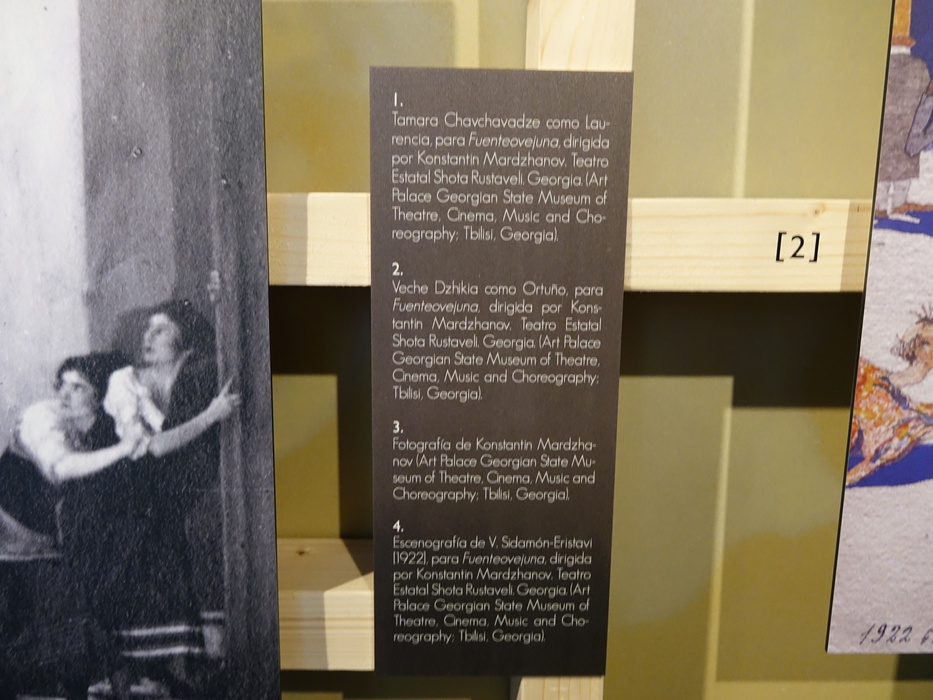 1.
Tamara Chavchavadze como Lau-
rencia, para Fuenteovejuna, dirigida
por Konstantin Mardzhanov. Teatro
Estatal Shota Rustaveli, Georgia. (Art
Palace Georgian State Museum of
Theatre, Cinema, Music and Cho-
reography; Tbilisi, Georgia).
2.
Veche Dzhikia como Ortuño, para
Fuenteovejuna, dirigida por Kons-
tantin Mardzhanov. Teatro Estatal
Shota Rustaveli, Georgia. (Art Palace
Georgian State Museum of Theatre,
Cinema, Music and Choreography;
Tbilisi, Georgia).
3.
Fotografía de Konstantin Mardzha-
nov (Art Palace Georgian State Mu-
seum of Theatre, Cinema, Music and
Choreography; Tbilisi, Georgia).
4.
Escenografía de V. Sidamón-Eristavi
(1922), para Fuenteovejuna, dirigida
por Konstantin Mardzhanov. Teatro
Estatal Shota Rustaveli, Georgia. (Art
Palace Georgian State Museum of
Theatre, Cinema, Music and Cho-
reography; Tbilisi, Georgia).
[2]
1922